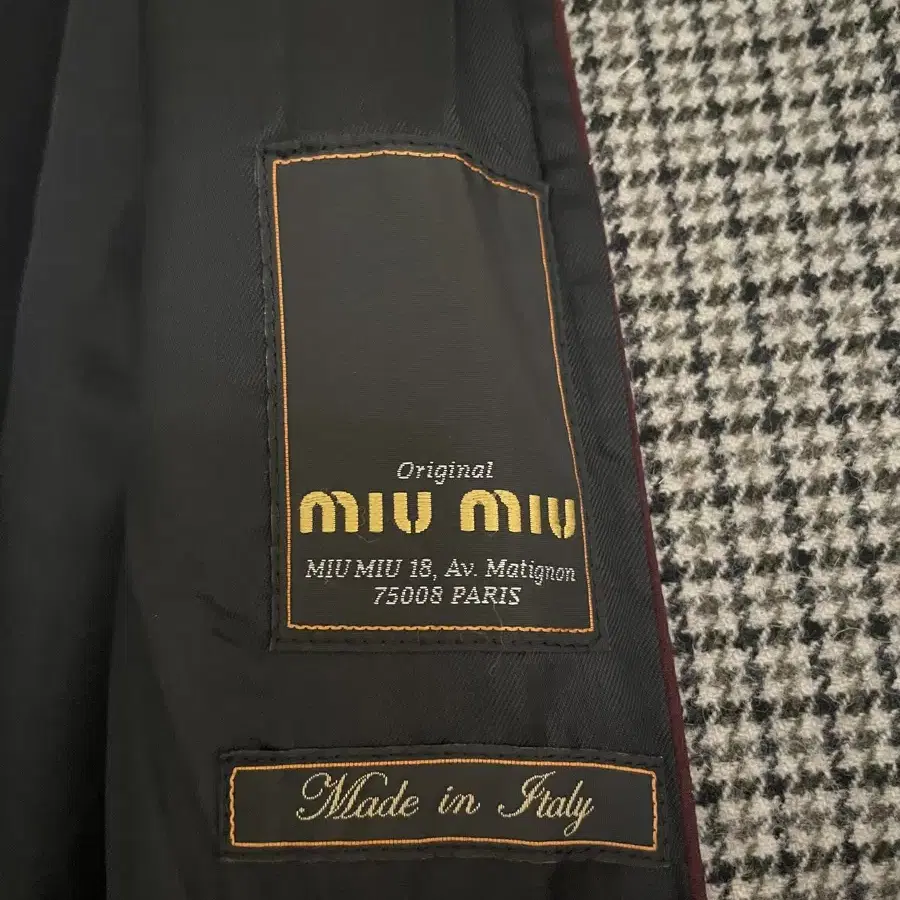 Original
MIU MIU
MIU MIU 18, Av. Matignon
75008 PARIS
Made in Italy